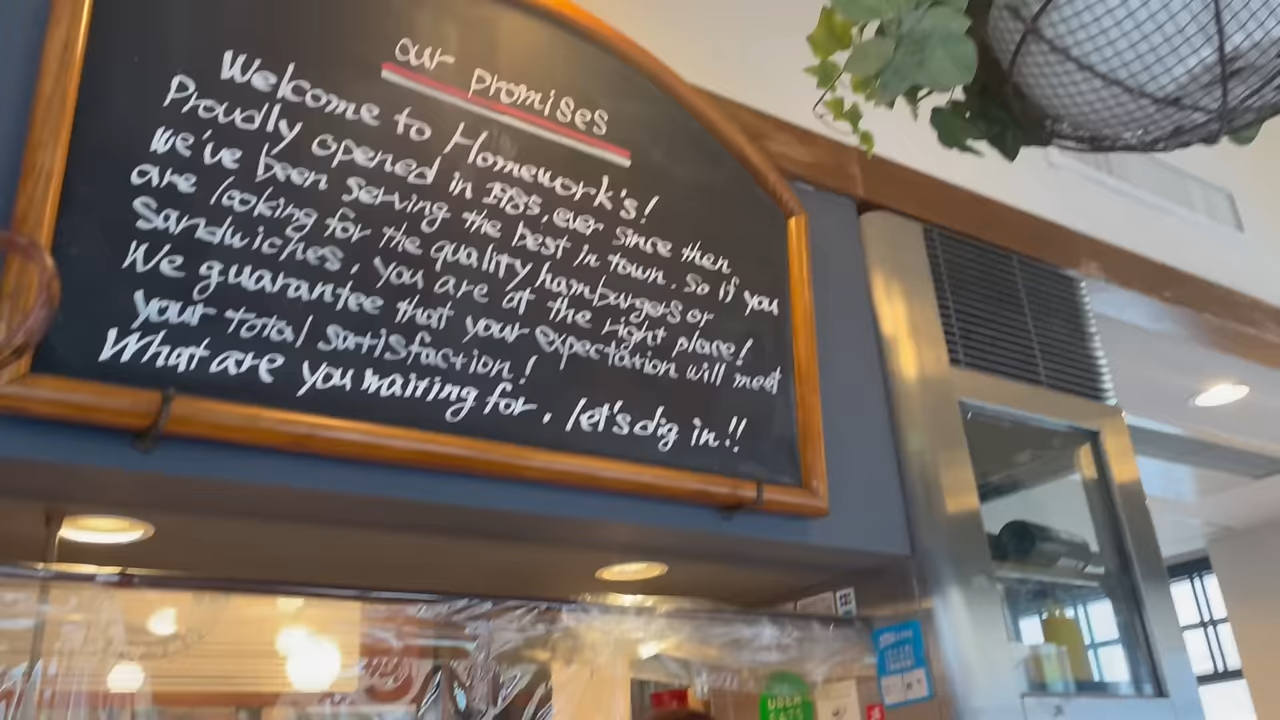 our promises
Welcome to Homework's!
Proudly opened in 1985, ever since then,
we've been serving the best in town. So if you
are looking for the quality hamburgers or
sandwiches, you are at the right place!
We guarantee that your expectation will meet
your total satisfaction!
What are you waiting for, let's dig in!!
UBER
EATS